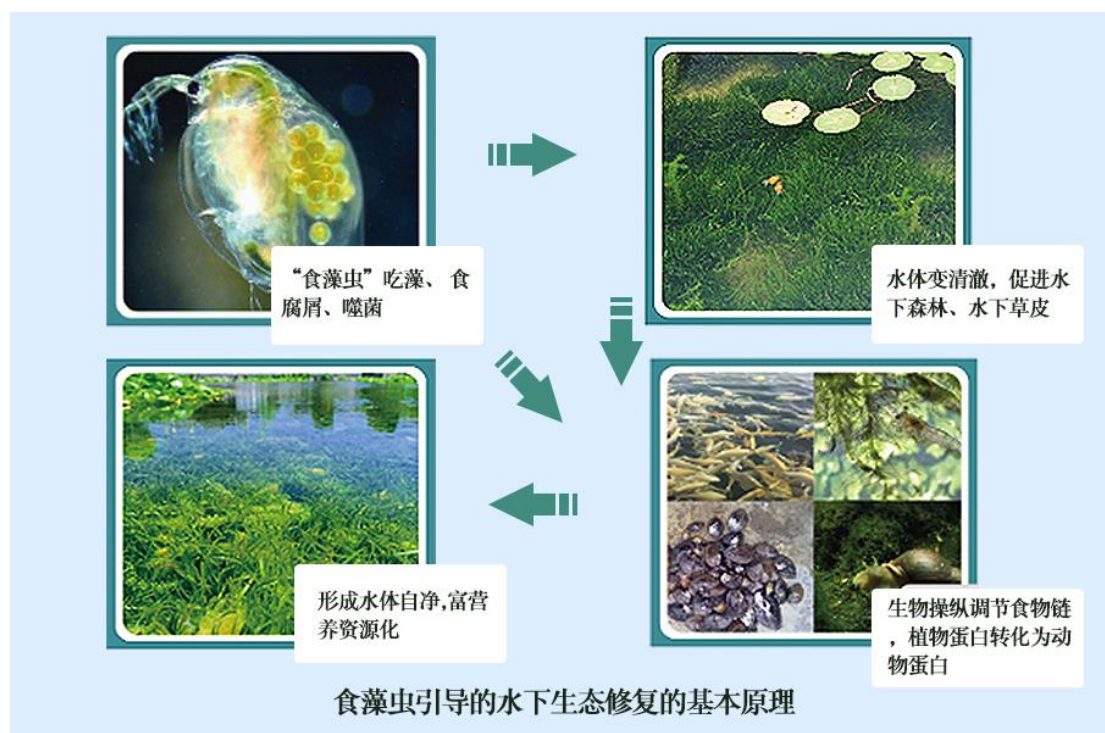 “食藻虫”吃藻、食
腐屑、噬菌
水体变清澈，促进水
下森林、水下草皮
形成水体自净,富营
养资源化
生物操纵调节食物链
，植物蛋白转化为动
物蛋白
食藻虫引导的水下生态修复的基本原理